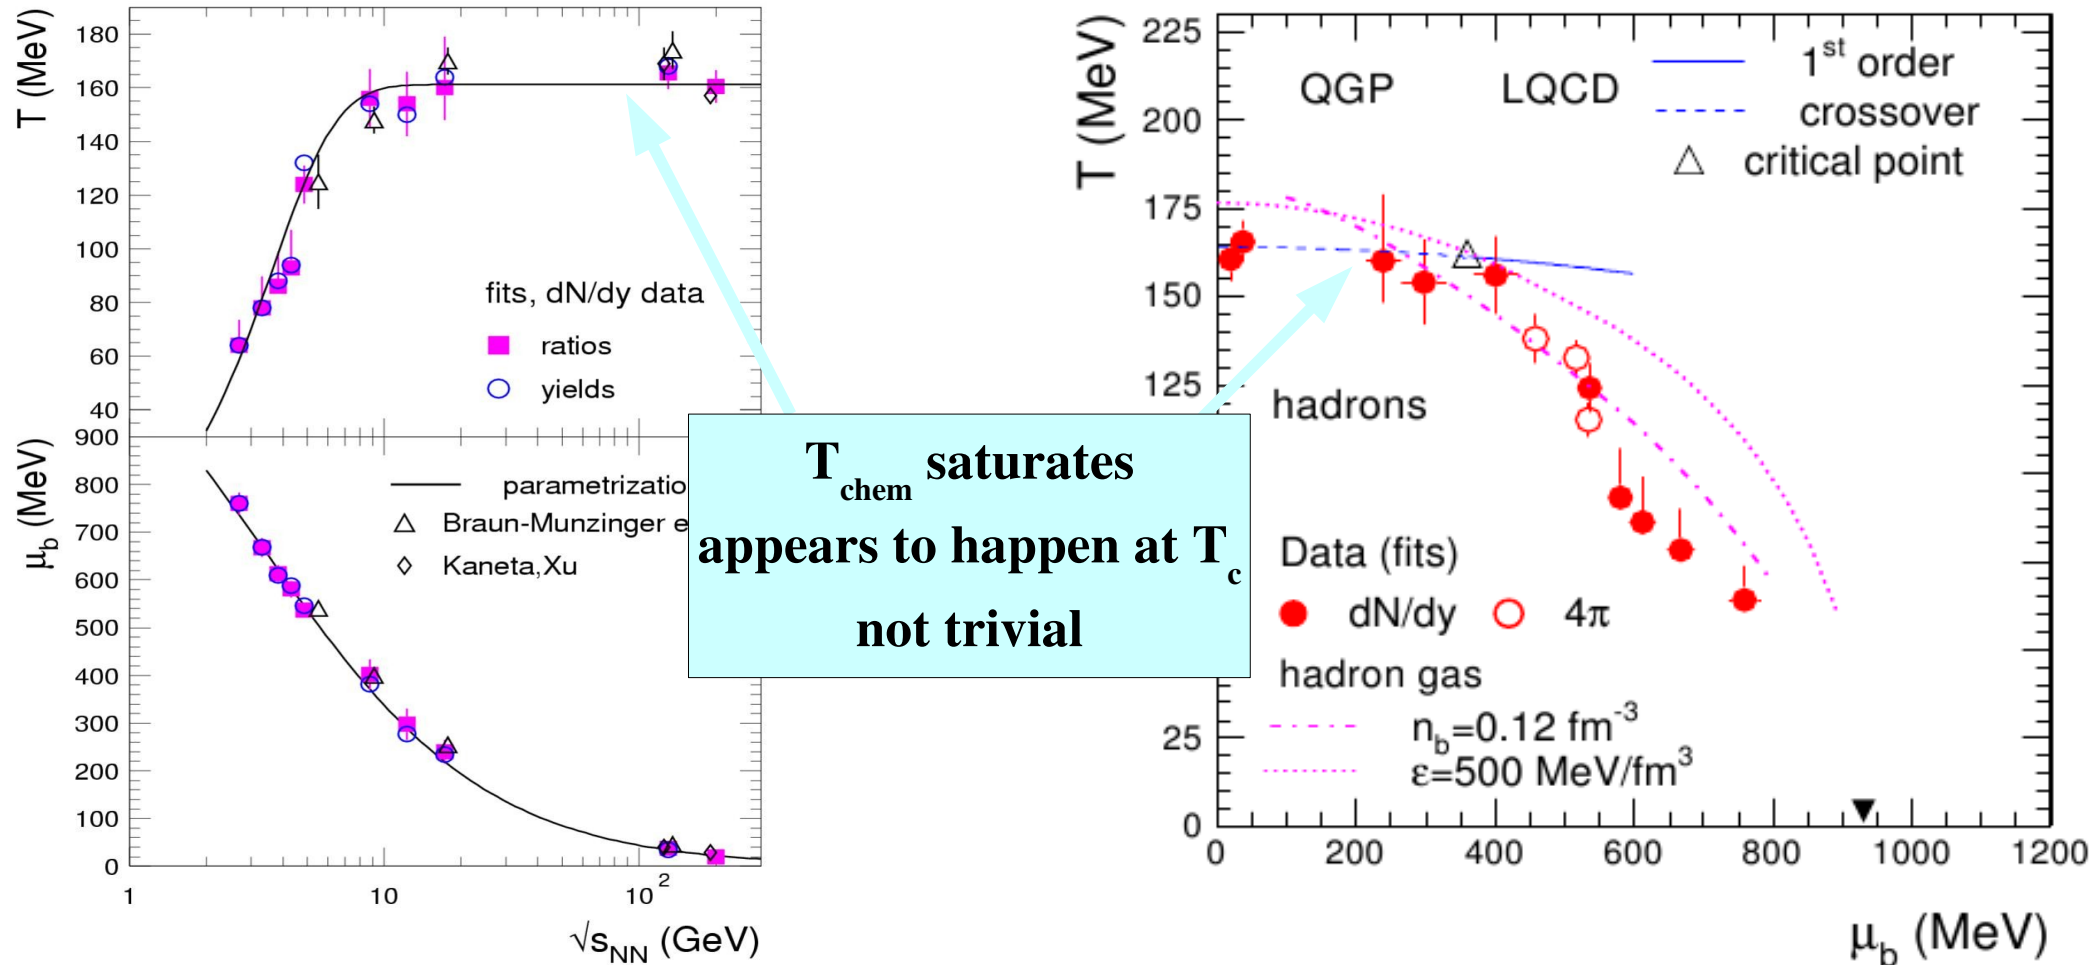 T (MeV)
180
160
140
120
100
80
60
40
fits, dN/dy data
ratios
yields
μb (MeV)
900
800
700
600
500
400
300
200
100
0
parametrizatio
Braun-Munzinger e
Kaneta,Xu
1
10
10²
√sNN (GeV)
Tchem saturates
appears to happen at Tc
not trivial
T (MeV)
225
200
175
150
125
25
0
QGP
LQCD
1st order
crossover
critical point
hadrons
Data (fits)
dN/dy
4π
hadron gas
nb=0.12 fm-3
ε=500 MeV/fm3
0
200
400
600
800
1000
1200
μb (MeV)